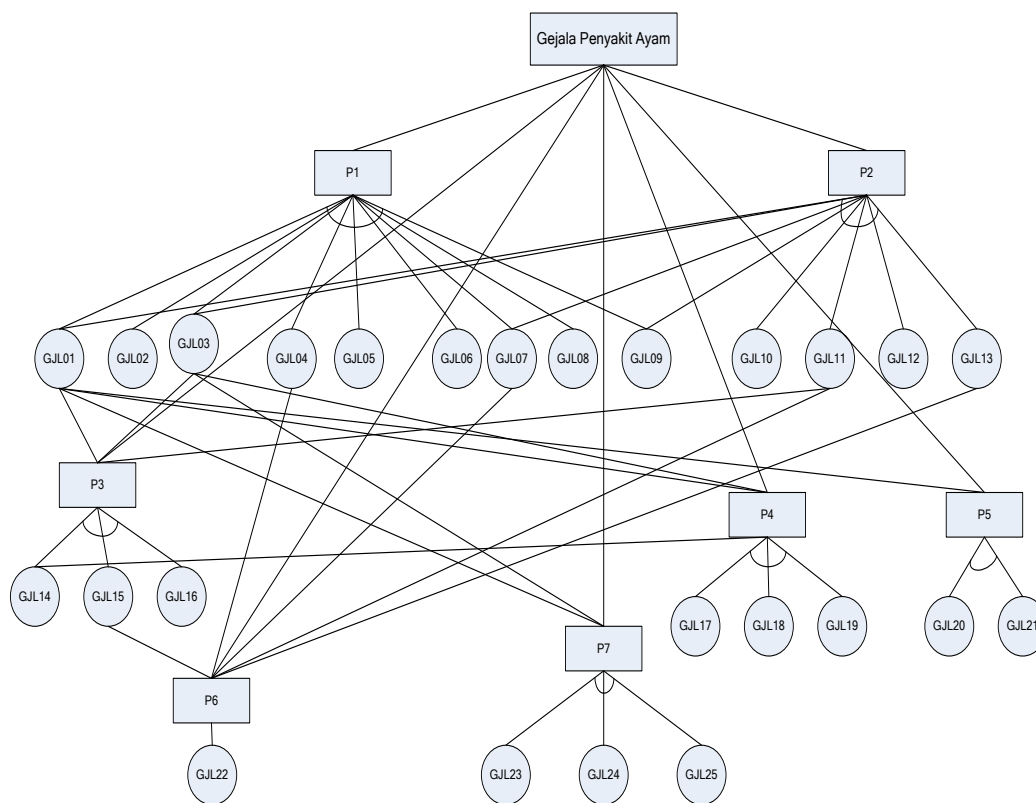 Gejala Penyakit Ayam
P1
P2
GJL01
GJL02
GJL03
GJL04
GJL05
GJL06
GJL07
GJL08
GJL09
GJL10
GJL11
GJL12
GJL13
P3
P4
P5
GJL14
GJL15
GJL16
GJL17
GJL18
GJL19
GJL20
GJL21
P7
P6
GJL22
GJL23
GJL24
GJL25